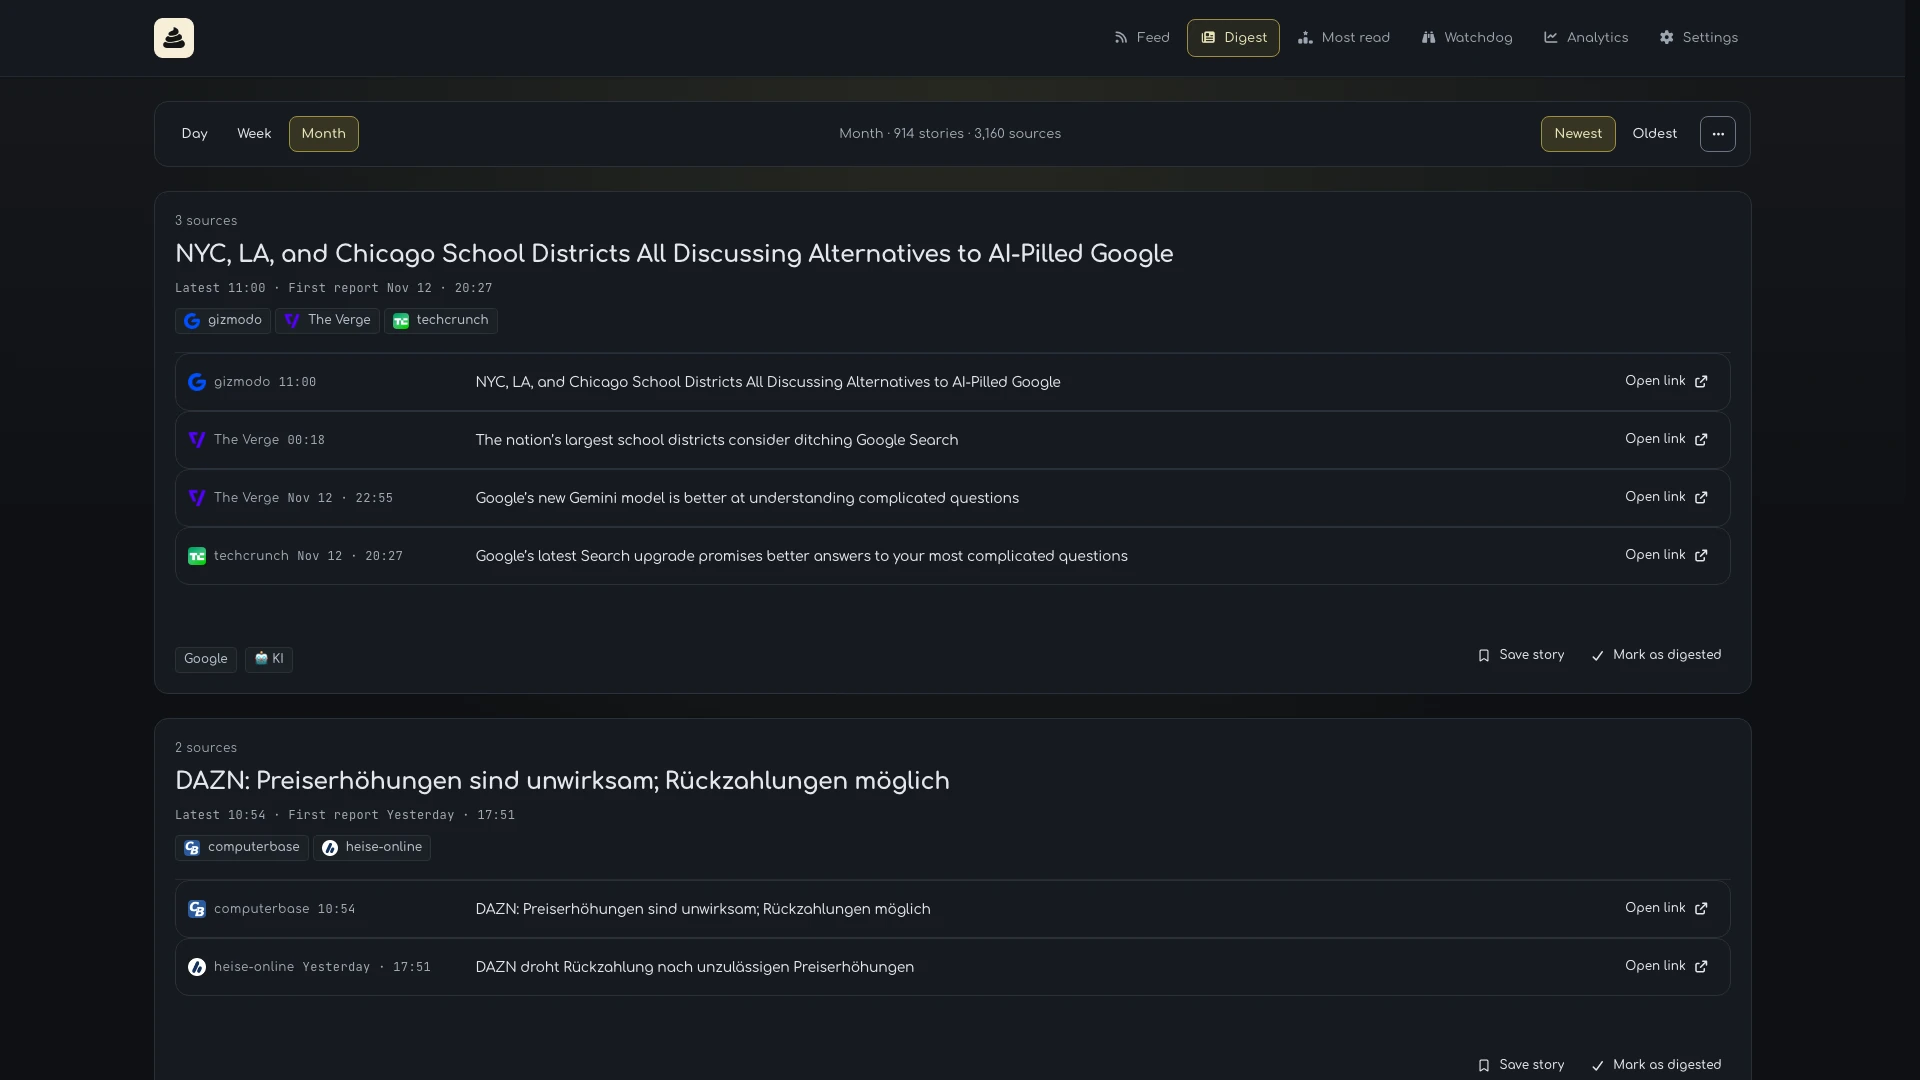 Feed Digest Most read Watchdog Analytics Settings
Day Week Month Month · 914 stories · 3,160 sources Newest Oldest ···
3 sources
NYC, LA, and Chicago School Districts All Discussing Alternatives to AI-Pilled Google
Latest 11:00 · First report Nov 12 · 20:27
gizmodo The Verge techcrunch
gizmodo 11:00 NYC, LA, and Chicago School Districts All Discussing Alternatives to AI-Pilled Google Open link
The Verge 00:18 The nation's largest school districts consider ditching Google Search Open link
The Verge Nov 12 · 22:55 Google's new Gemini model is better at understanding complicated questions Open link
techcrunch Nov 12 · 20:27 Google's latest Search upgrade promises better answers to your most complicated questions Open link
Google KI Save story Mark as digested
2 sources
DAZN: Preiserhöhungen sind unwirksam; Rückzahlungen möglich
Latest 10:54 · First report Yesterday · 17:51
computerbase heise-online
computerbase 10:54 DAZN: Preiserhöhungen sind unwirksam; Rückzahlungen möglich Open link
heise-online Yesterday · 17:51 DAZN droht Rückzahlung nach unzulässigen Preiserhöhungen Open link
Save story Mark as digested